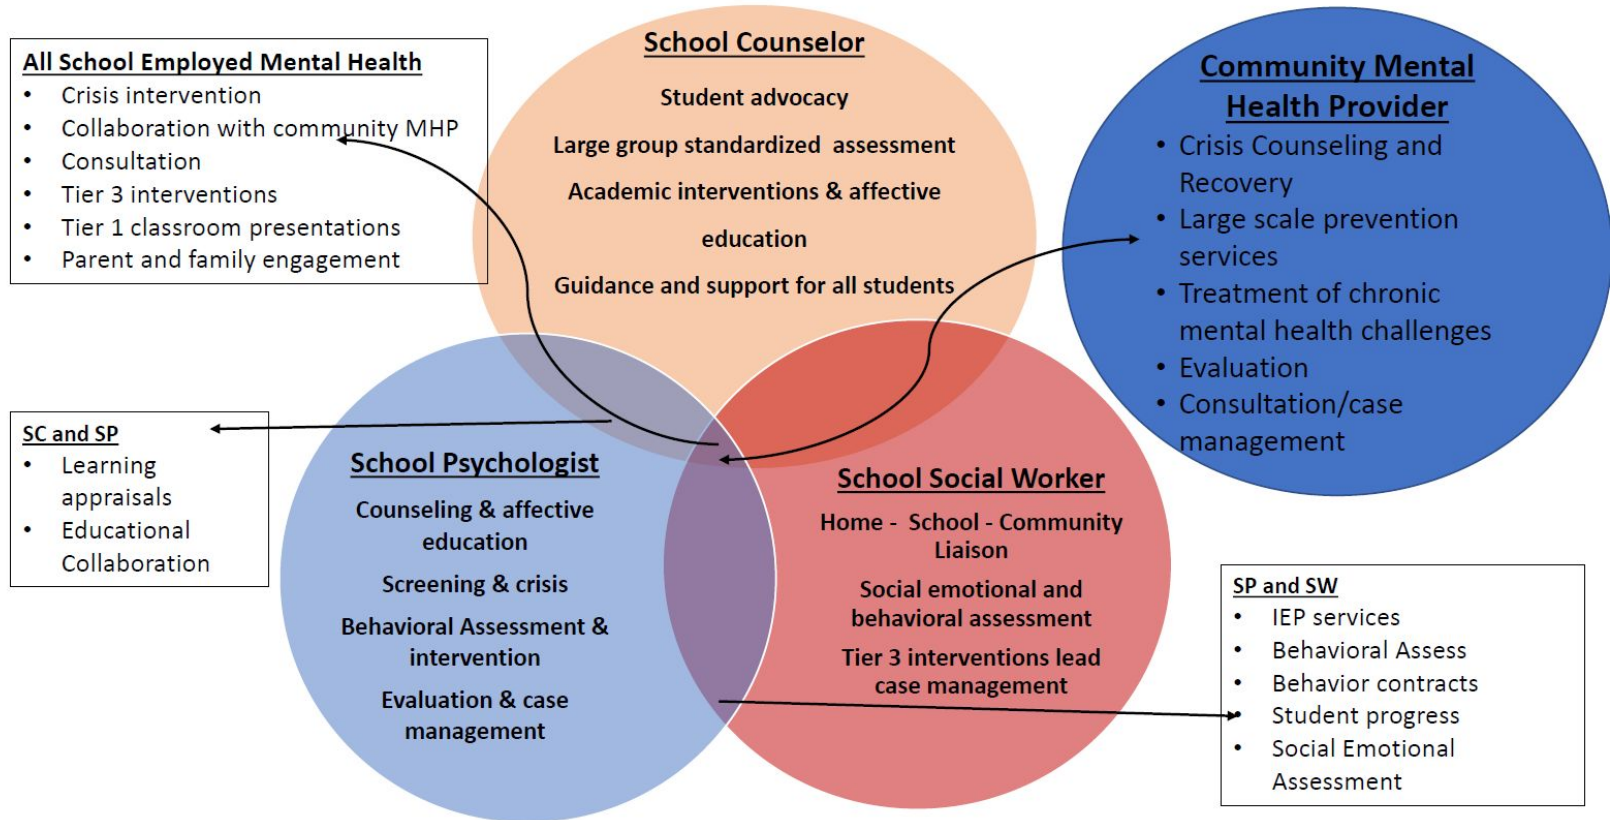 All School Employed Mental Health
• Crisis intervention
• Collaboration with community MHP
• Consultation
• Tier 3 interventions
• Tier 1 classroom presentations
• Parent and family engagement
School Counselor
Student advocacy
Large group standardized assessment
Academic interventions & affective
education
Guidance and support for all students
Community Mental
Health Provider
• Crisis Counseling and
Recovery
• Large scale prevention
services
• Treatment of chronic
mental health challenges
• Evaluation
• Consultation/case
management
SC and SP
• Learning
appraisals
• Educational
Collaboration
School Psychologist
Counseling & affective
education
Screening & crisis
Behavioral Assessment &
intervention
Evaluation & case
management
School Social Worker
Home - School - Community
Liaison
Social emotional and
behavioral assessment
Tier 3 interventions lead
case management
SP and SW
• IEP services
• Behavioral Assess
• Behavior contracts
• Student progress
• Social Emotional
Assessment